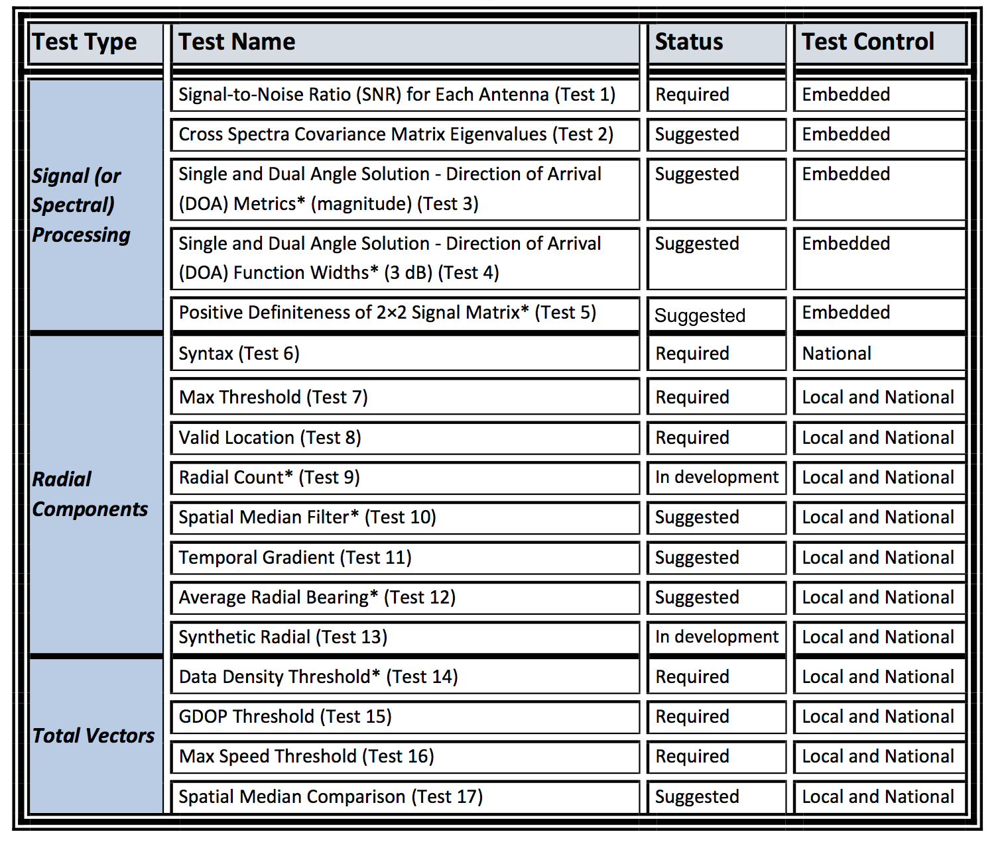 Test Type Test Name Status Test Control
Signal (or
Spectral)
Processing
Signal-to-Noise Ratio (SNR) for Each Antenna (Test 1) Required Embedded
Cross Spectra Covariance Matrix Eigenvalues (Test 2) Suggested Embedded
Single and Dual Angle Solution - Direction of Arrival Suggested Embedded
(DOA) Metrics* (magnitude) (Test 3)
Single and Dual Angle Solution - Direction of Arrival Suggested Embedded
(DOA) Function Widths* (3 dB) (Test 4)
Positive Definiteness of 2×2 Signal Matrix* (Test 5) Suggested Embedded
Radial
Components
Syntax (Test 6) Required National
Max Threshold (Test 7) Required Local and National
Valid Location (Test 8) Required Local and National
Radial Count* (Test 9) In development Local and National
Spatial Median Filter* (Test 10) Suggested Local and National
Temporal Gradient (Test 11) Suggested Local and National
Average Radial Bearing* (Test 12) Suggested Local and National
Synthetic Radial (Test 13) In development Local and National
Total Vectors
Data Density Threshold* (Test 14) Required Local and National
GDOP Threshold (Test 15) Required Local and National
Max Speed Threshold (Test 16) Required Local and National
Spatial Median Comparison (Test 17) Suggested Local and National